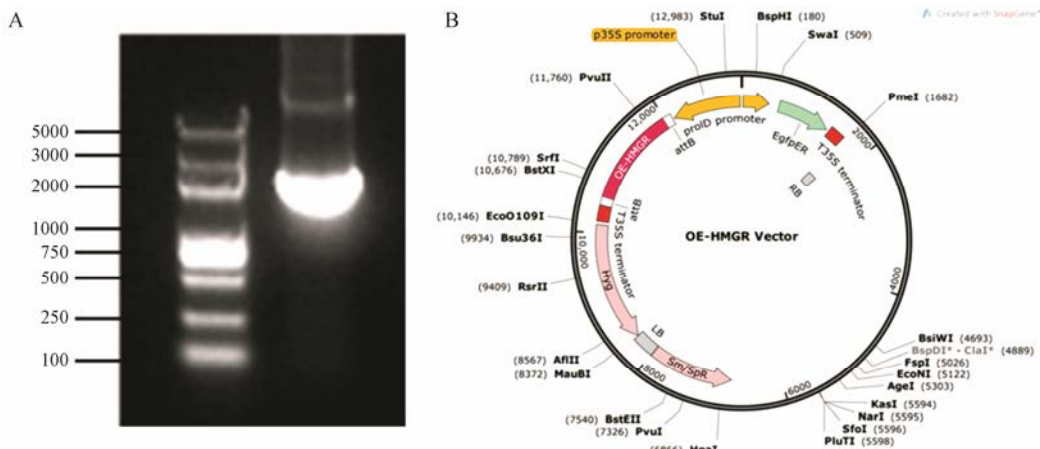 A
5000
3000
2000
1000
750
500
250
100
B
Created with SnapGene®
(12,983) StuI
BspHI (180)
p35S promoter
SwaI (509)
(11,760) PvuII
PmeI (1682)
12,000
2000
proID promoter
attB
EgfpER
T35S terminator
OE-HMGR
(10,789) SrfI
(10,676) BstXI
RB
attB
(10,146) EcoO109I
T35S terminator
OE-HMGR Vector
(9934) Bsu36I
10,000
Hyg
4000
(9409) RsrII
LB
BsiWI (4693)
BspDI* - ClaI* (4889)
(8567) AflII
FspI (5026)
(8372) MauBI
Sm/SpR
EcoNI (5122)
8000
6000
AgeI (5303)
KasI (5594)
(7540) BstEII
NarI (5595)
(7326) PvuI
SfoI (5596)
PluTI (5598)